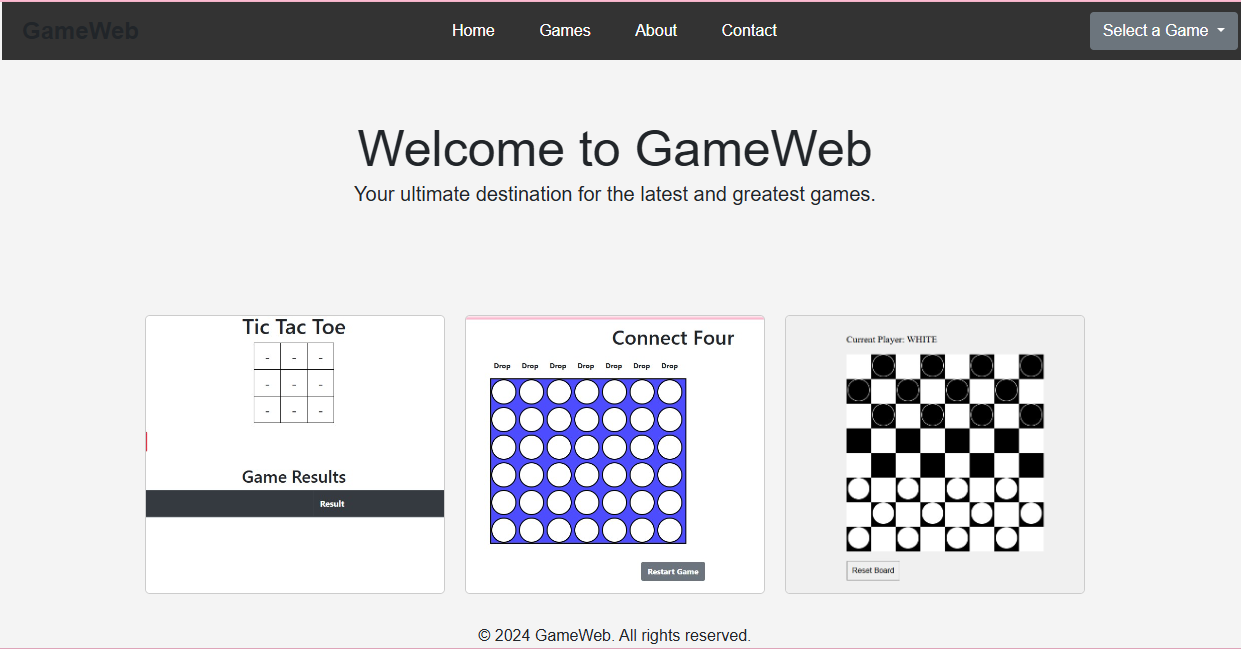 GameWeb Home Games About Contact Select a Game
Welcome to GameWeb
Your ultimate destination for the latest and greatest games.
Tic Tac Toe
- - -
- - -
- - -
Game Results
Result
Connect Four
Drop Drop Drop Drop Drop Drop Drop
Restart Game
Current Player: WHITE
Reset Board
© 2024 GameWeb. All rights reserved.